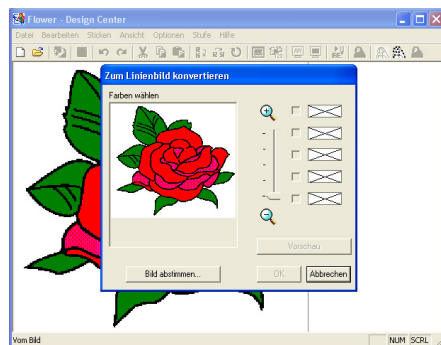 Flower - Design Center
Datei Bearbeiten Sticken Ansicht Optionen Stufe Hilfe
Zum Linienbild konvertieren
Farben wählen
Vorschau
Bild abstimmen... OK Abbrechen
Vom Bild NUM SCRL